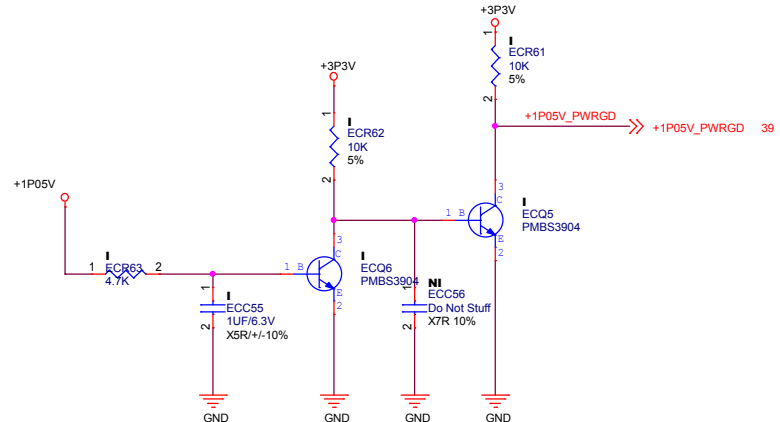 +3P3V
1
I
ECR61
10K
5%
2
+1P05V_PWRGD
+1P05V_PWRGD 39
+3P3V
1
I
ECR62
10K
5%
2
+1P05V
3
C
1 B
E
2
I
ECQ5
PMBS3904
I
1 ECR63 2
4.7K
3
C
1 B
E
2
I
ECQ6
PMBS3904
1
I
ECC55
2
1UF/6.3V
X5R/+/-10%
1
NI
ECC56
Do Not Stuff
2
X7R 10%
GND
GND
GND
GND